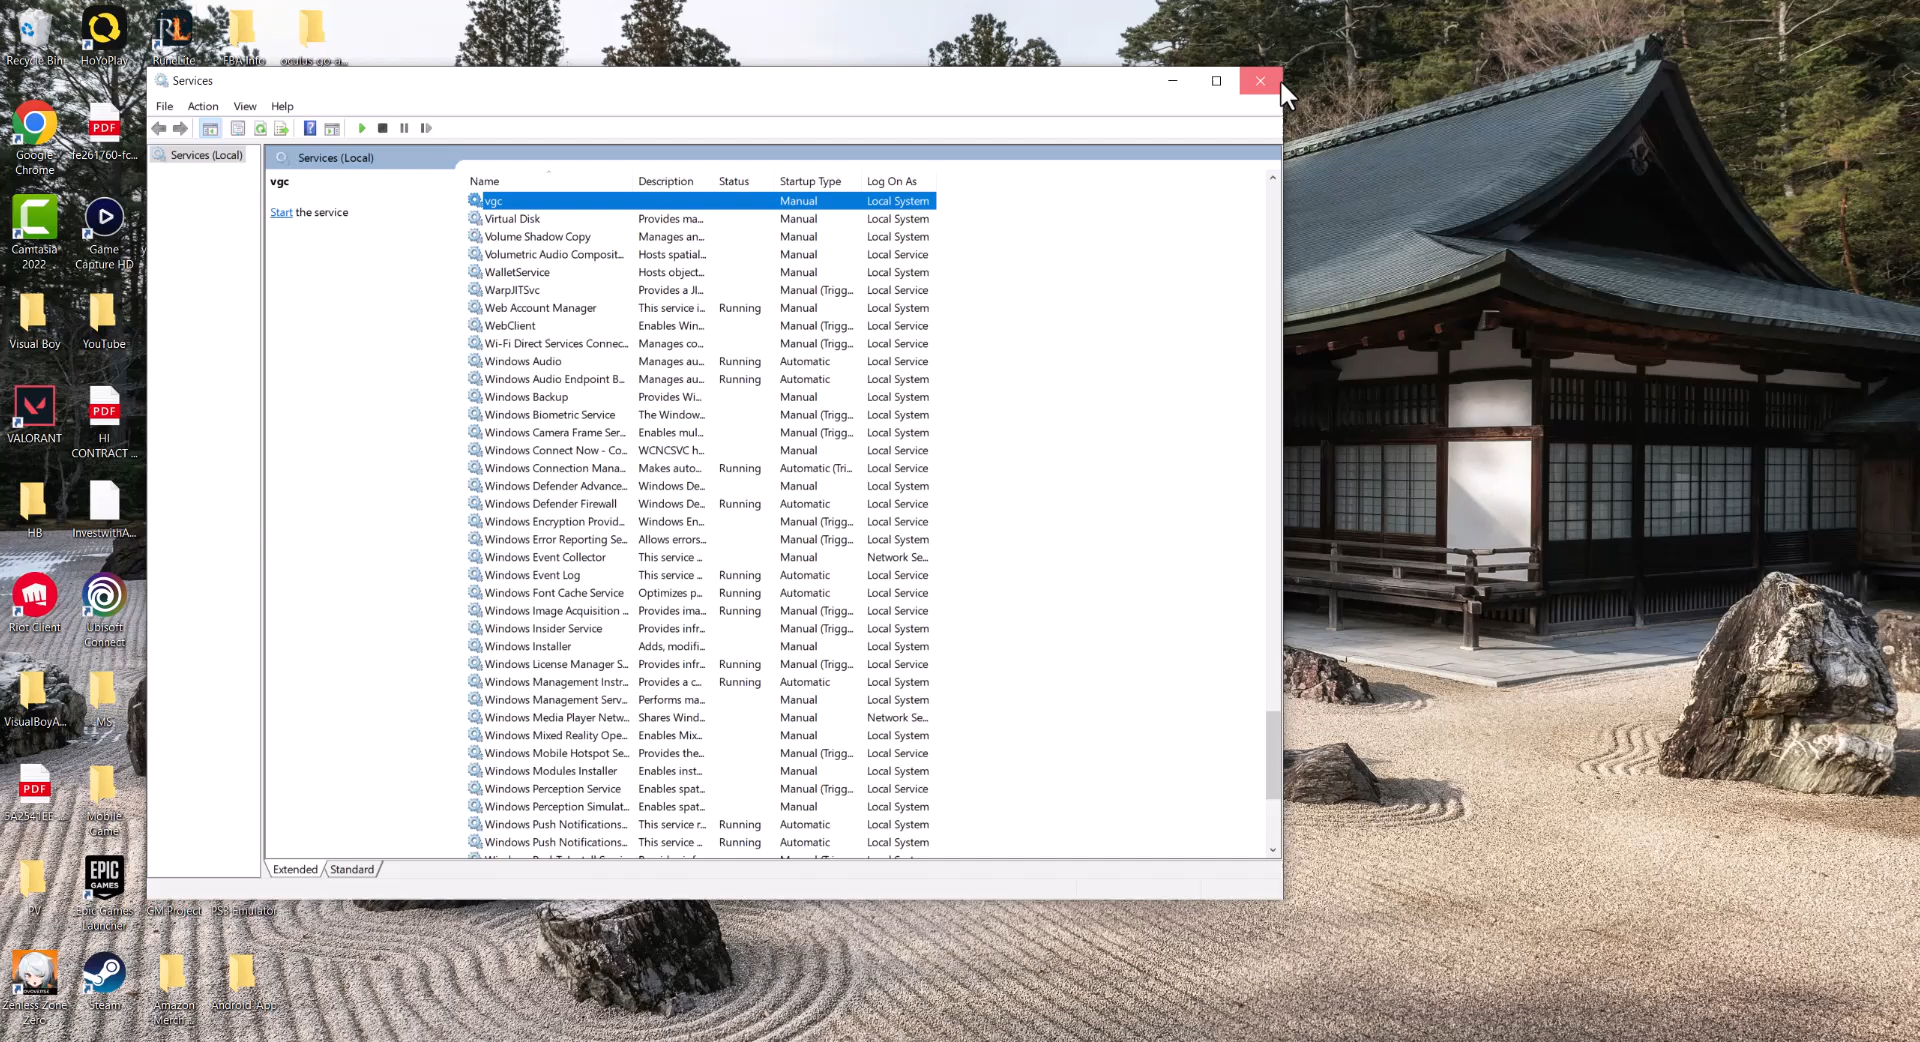 Recycle Bin
HoYoPlay
RuneLite
FBA Info
oculus-go-a...
Services
File Action View Help
Services (Local)
Services (Local)
vgc
Start the service
Name Description Status Startup Type Log On As
vgc Manual Local System
Virtual Disk Provides ma... Manual Local System
Volume Shadow Copy Manages an... Manual Local System
Volumetric Audio Composit... Hosts spatial... Manual Local Service
WalletService Hosts object... Manual Local System
WarpJITSvc Provides a JI... Manual (Trigg... Local Service
Web Account Manager This service i... Running Manual Local System
WebClient Enables Win... Manual (Trigg... Local Service
Wi-Fi Direct Services Connec... Manages co... Manual (Trigg... Local Service
Windows Audio Manages au... Running Automatic Local Service
Windows Audio Endpoint B... Manages au... Running Automatic Local System
Windows Backup Provides Wi... Manual Local System
Windows Biometric Service The Window... Manual (Trigg... Local System
Windows Camera Frame Ser... Enables mul... Manual (Trigg... Local System
Windows Connect Now - Co... WCNCSVC h... Manual Local Service
Windows Connection Mana... Makes auto... Running Automatic (Tri... Local Service
Windows Defender Advance... Windows De... Manual Local System
Windows Defender Firewall Windows De... Running Automatic Local Service
Windows Encryption Provid... Windows En... Manual (Trigg... Local Service
Windows Error Reporting Se... Allows errors... Manual (Trigg... Local System
Windows Event Collector This service ... Manual Network Se...
Windows Event Log This service ... Running Automatic Local Service
Windows Font Cache Service Optimizes p... Running Automatic Local Service
Windows Image Acquisition ... Provides ima... Running Manual (Trigg... Local Service
Windows Insider Service Provides infr... Manual (Trigg... Local System
Windows Installer Adds, modifi... Manual Local System
Windows License Manager S... Provides infr... Running Manual (Trigg... Local Service
Windows Management Instr... Provides a c... Running Automatic Local System
Windows Management Serv... Performs ma... Manual Local System
Windows Media Player Netw... Shares Wind... Manual Network Se...
Windows Mixed Reality Ope... Enables Mix... Manual Local System
Windows Mobile Hotspot Se... Provides the... Manual (Trigg... Local Service
Windows Modules Installer Enables inst... Manual Local System
Windows Perception Service Enables spat... Manual (Trigg... Local Service
Windows Perception Simulat... Enables spat... Manual Local System
Windows Push Notifications... This service r... Running Automatic Local System
Windows Push Notifications... This service ... Running Automatic Local System
Extended Standard
Google
Chrome
PDF
fe261760-fc...
Camtasia
2022
Game
Capture HD
Visual Boy
YouTube
VALORANT
PDF
HI
CONTRACT ...
HB
InvestwithA...
Riot Client
Ubisoft
Connect
VisualBoyA...
MS
PDF
5A2541EE-...
Mobile
Game
PV
EPIC
GAMES
Epic Games
Launcher
CM Project
PS3 Emulator
Zenless Zone
Zero
Steam
Amazon
Merch ...
Android App